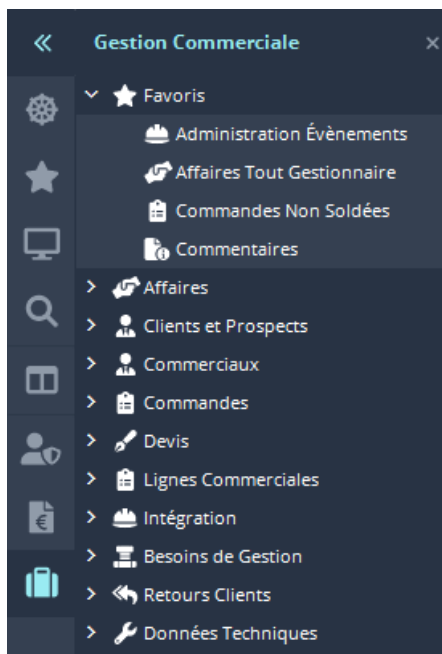 Gestion Commerciale
Favoris
Administration Évènements
Affaires Tout Gestionnaire
Commandes Non Soldées
Commentaires
Affaires
Clients et Prospects
Commerciaux
Commandes
Devis
Lignes Commerciales
Intégration
Besoins de Gestion
Retours Clients
Données Techniques